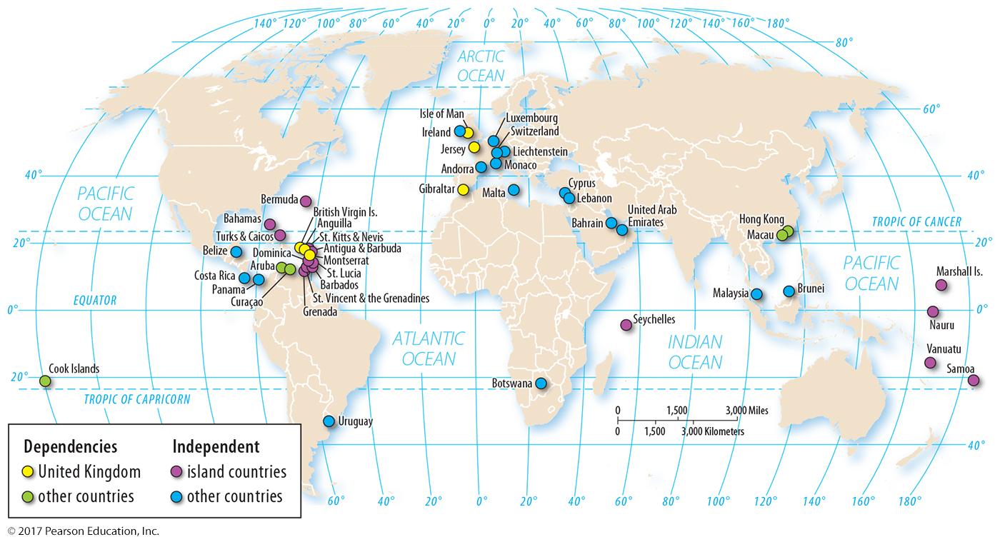 140° 120° 100° 80° 60° 40° 20° 0° 20° 40° 60° 80° 100° 120° 140° 160° 180°
80°
ARCTIC
OCEAN
60°
Isle of Man
Luxembourg
Ireland
Switzerland
Jersey
Liechtenstein
Andorra
Monaco
40°
40°
PACIFIC
OCEAN
Gibraltar
Malta
Cyprus
Lebanon
Bermuda
British Virgin Is.
Anguilla
Bahamas
Bahrain
United Arab
Emirates
Hong Kong
Macau
TROPIC OF CANCER
Turks & Caicos
St. Kitts & Nevis
Antigua & Barbuda
20°
20°
Belize
Dominica
Montserrat
Aruba
St. Lucia
Costa Rica
Barbados
Panama
Curaçao
St. Vincent & the Grenadines
Grenada
PACIFIC
OCEAN
Marshall Is.
Malaysia
Brunei
EQUATOR
0°
0°
Nauru
Seychelles
ATLANTIC
OCEAN
INDIAN
OCEAN
Vanuatu
Samoa
Cook Islands
20°
20°
Botswana
TROPIC OF CAPRICORN
0 1,500 3,000 Miles
0 1,500 3,000 Kilometers
Uruguay
40°
Dependencies
United Kingdom
other countries
Independent
island countries
other countries
60° 40° 20° 0° 20° 40° 60° 80° 100° 120° 140° 160° 180°
© 2017 Pearson Education, Inc.